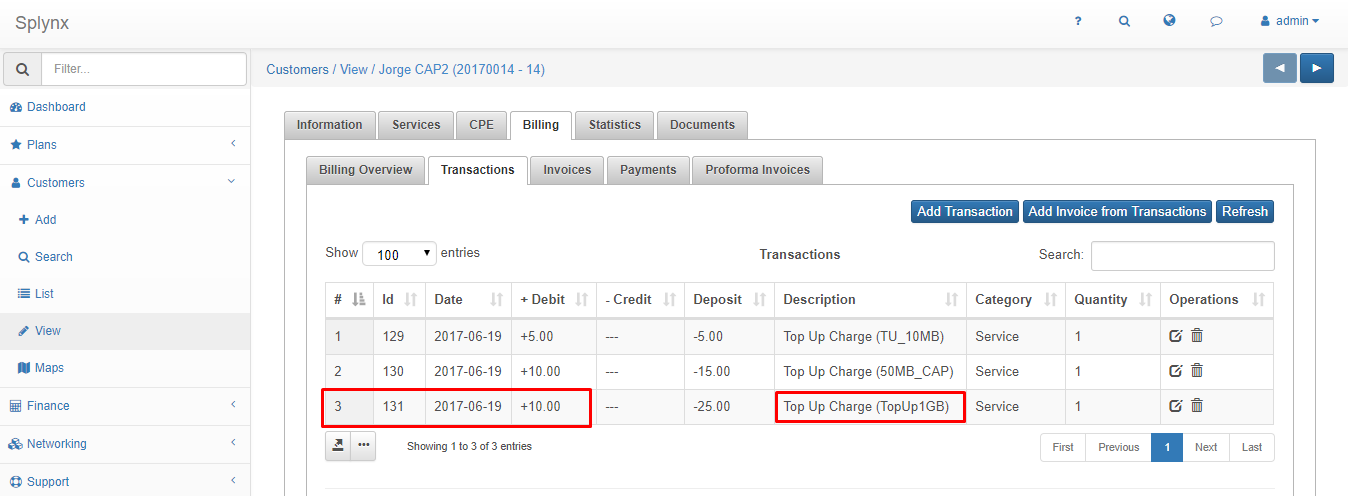 Splynx
?
admin
Filter...
Customers / View / Jorge CAP2 (20170014 - 14)
Dashboard
Plans
Customers
Add
Search
List
View
Maps
Finance
Networking
Support
Information Services CPE Billing Statistics Documents
Billing Overview Transactions Invoices Payments Proforma Invoices
Add Transaction Add Invoice from Transactions Refresh
Show 100 entries Transactions Search:
# Id Date + Debit - Credit Deposit Description Category Quantity Operations
1 129 2017-06-19 +5.00 --- -5.00 Top Up Charge (TU_10MB) Service 1
2 130 2017-06-19 +10.00 --- -15.00 Top Up Charge (50MB_CAP) Service 1
3 131 2017-06-19 +10.00 --- -25.00 Top Up Charge (TopUp1GB) Service 1
Showing 1 to 3 of 3 entries First Previous 1 Next Last